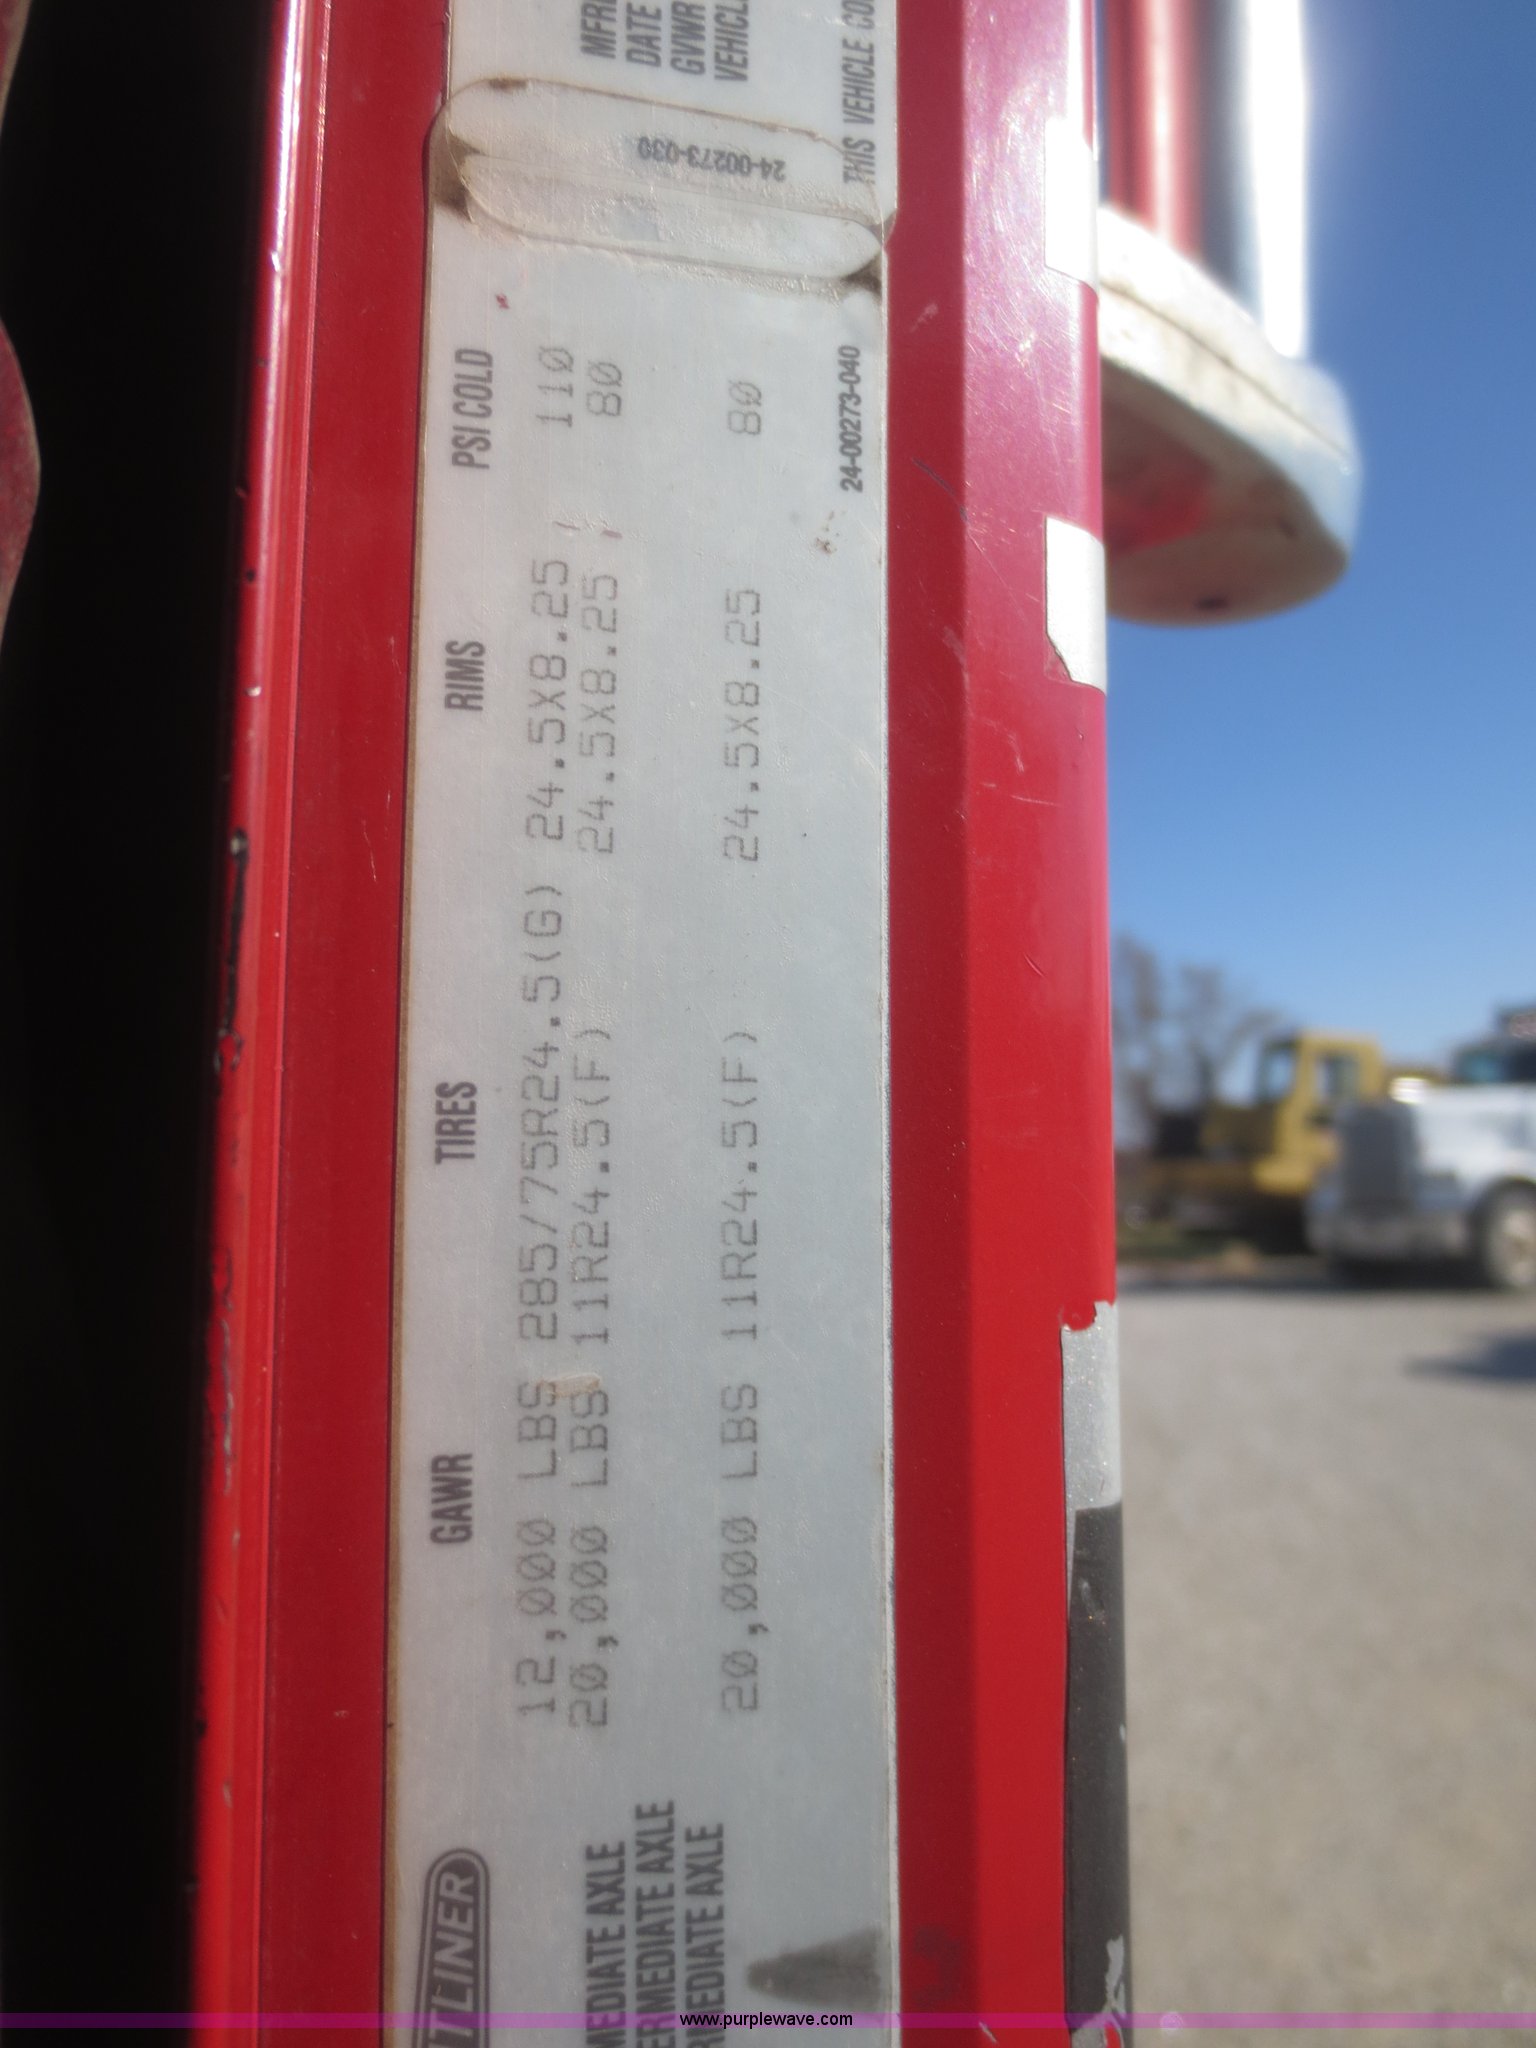 GAWR TIRES RIMS PSI COLD
12,000 LBS 285/75R24.5(G) 24.5X8.25, 110
20,000 LBS 11R24.5(F) 24.5X8.25, 80
MEDIATE AXLE
ERMEDIATE AXLE
RMEDIATE AXLE
20,000 LBS 11R24.5(F) 24.5X8.25 80
24-00273-040
TLINER
MFR
DATE
GVWR
VEHICL
THIS VEHICLE CO
24-00273-030
www.purplewave.com